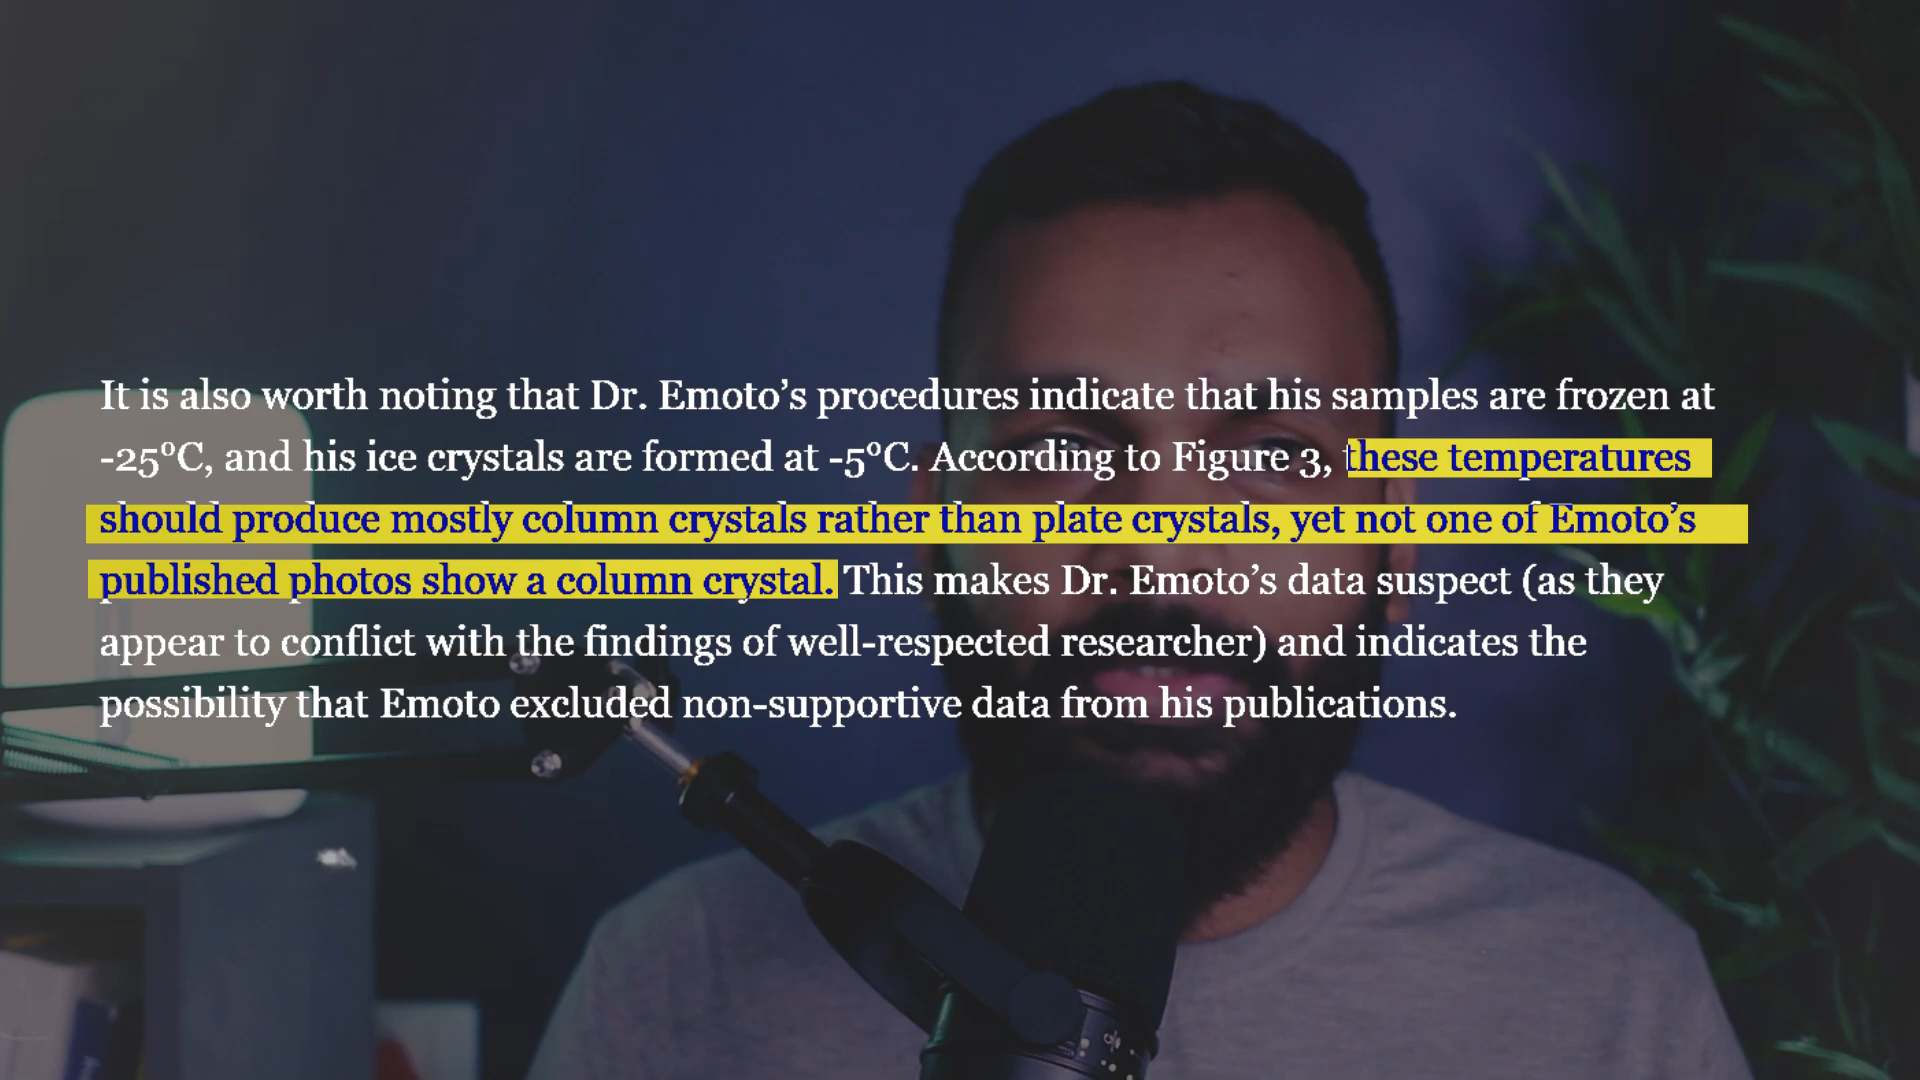 It is also worth noting that Dr. Emoto’s procedures indicate that his samples are frozen at
-25°C, and his ice crystals are formed at -5°C. According to Figure 3, these temperatures
should produce mostly column crystals rather than plate crystals, yet not one of Emoto’s
published photos show a column crystal. This makes Dr. Emoto’s data suspect (as they
appear to conflict with the findings of well-respected researcher) and indicates the
possibility that Emoto excluded non-supportive data from his publications.